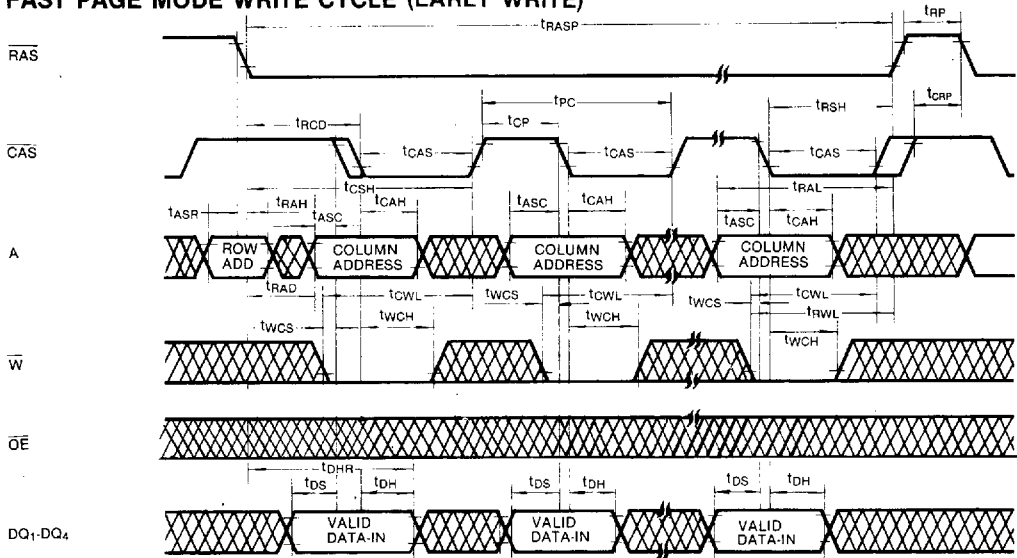 FAST PAGE MODE WRITE CYCLE (EARLY WRITE)
tRASP
tRP
RAS
tCRP
tPC
tRSH
tRCD
tCP
CAS
tCAS
tCAS
tCAS
tCSH
tRAL
tASR
tRAH
tASC
tCAH
tASC
tCAH
tASC
tCAH
A
ROW ADD
COLUMN ADDRESS
COLUMN ADDRESS
COLUMN ADDRESS
tRAD
tCWL
tWCS
tCWL
tWCS
tCWL
tRWL
tWCS
tWCH
tWCH
tWCH
W
OE
tDHR
tDS
tDH
tDS
tDH
tDS
tDH
DQ1-DQ4
VALID DATA-IN
VALID DATA-IN
VALID DATA-IN